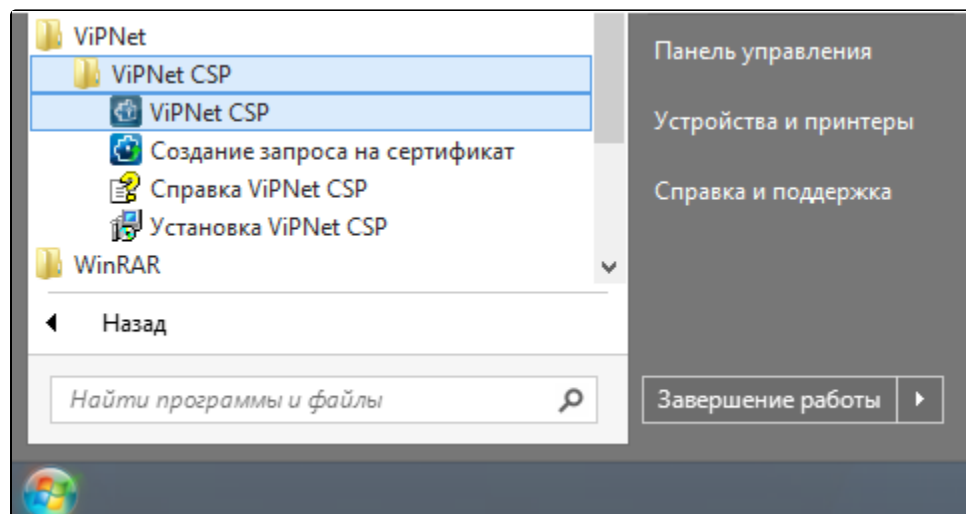 ViPNet
ViPNet CSP
ViPNet CSP
Создание запроса на сертификат
Справка ViPNet CSP
Установка ViPNet CSP
WinRAR
Назад
Найти программы и файлы
Панель управления
Устройства и принтеры
Справка и поддержка
Завершение работы